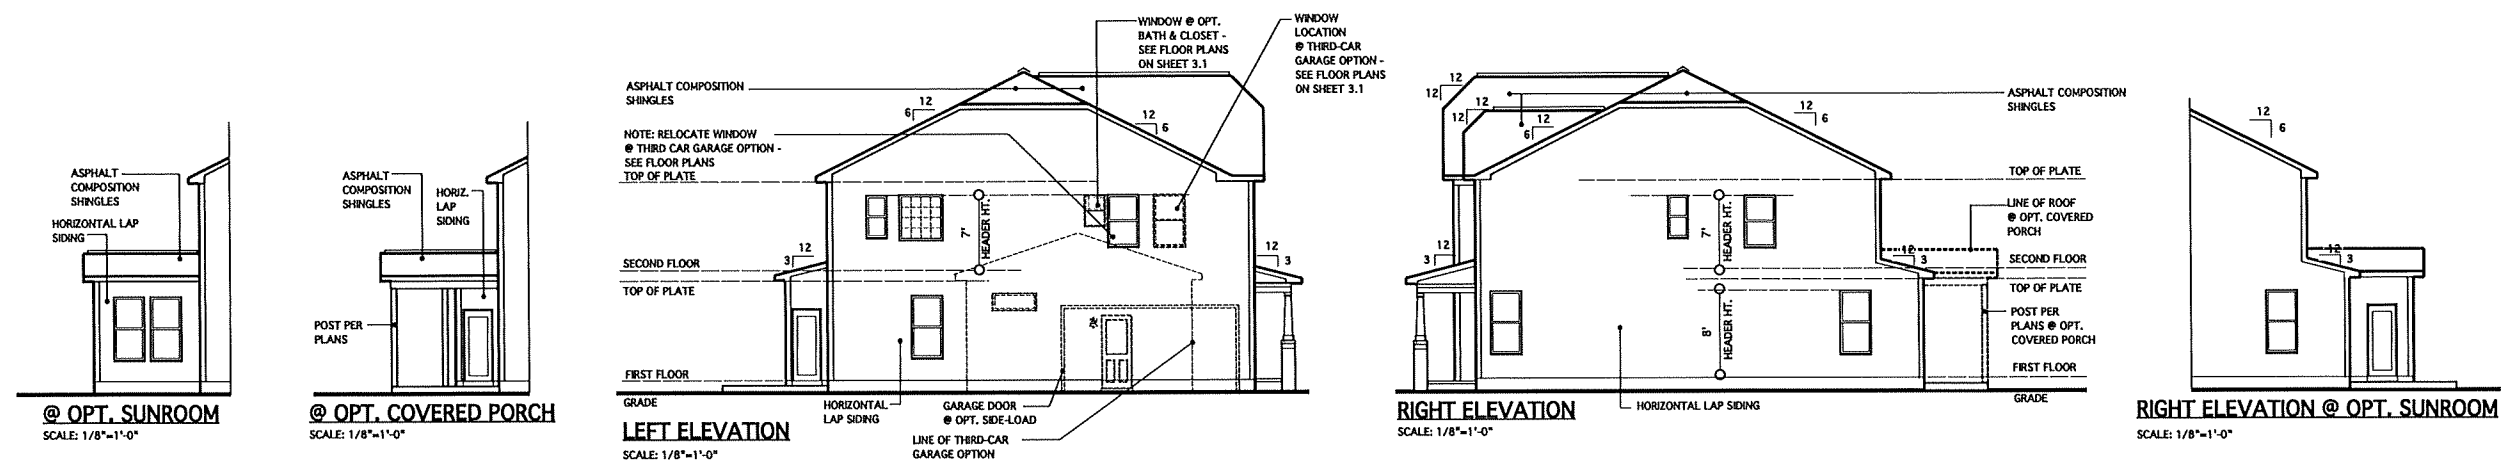 ASPHALT
COMPOSITION
SHINGLES
HORIZONTAL LAP
SIDING
@ OPT. SUNROOM
SCALE: 1/8"=1'-0"
ASPHALT
COMPOSITION
SHINGLES
HORIZ.
LAP
SIDING
POST PER
PLANS
@ OPT. COVERED PORCH
SCALE: 1/8"=1'-0"
WINDOW @ OPT.
BATH & CLOSET -
SEE FLOOR PLANS
ON SHEET 3.1
WINDOW
LOCATION
@ THIRD-CAR
GARAGE OPTION -
SEE FLOOR PLANS
ON SHEET 3.1
ASPHALT COMPOSITION
SHINGLES
12
6
12
6
NOTE: RELOCATE WINDOW
@ THIRD CAR GARAGE OPTION -
SEE FLOOR PLANS
TOP OF PLATE
7'
HEADER HT.
12
3
12
3
SECOND FLOOR
TOP OF PLATE
FIRST FLOOR
GRADE
HORIZONTAL
LAP SIDING
GARAGE DOOR
@ OPT. SIDE-LOAD
LINE OF THIRD-CAR
GARAGE OPTION
LEFT ELEVATION
SCALE: 1/8"=1'-0"
12
12
12
12
12
6
12
6
ASPHALT COMPOSITION
SHINGLES
TOP OF PLATE
7'
HEADER HT.
LINE OF ROOF
@ OPT. COVERED
PORCH
12
3
12
3
SECOND FLOOR
TOP OF PLATE
8'
HEADER HT.
POST PER
PLANS @ OPT.
COVERED PORCH
FIRST FLOOR
GRADE
HORIZONTAL LAP SIDING
RIGHT ELEVATION
SCALE: 1/8"=1'-0"
12
6
12
3
RIGHT ELEVATION @ OPT. SUNROOM
SCALE: 1/8"=1'-0"